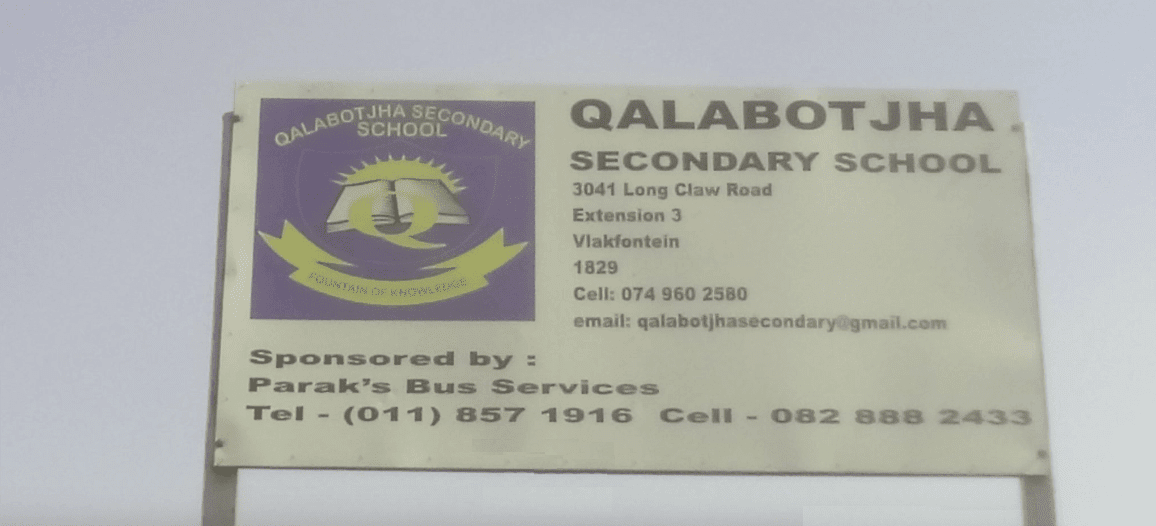 QALABOTJHA SECONDARY
SCHOOL
Q
FOUNTAIN OF KNOWLEDGE
QALABOTJHA
SECONDARY SCHOOL
3041 Long Claw Road
Extension 3
Vlakfontein
1829
Cell: 074 960 2580
email: qalabotjhasecondary@gmail.com
Sponsored by :
Parak's Bus Services
Tel - (011) 857 1916 Cell - 082 888 2433